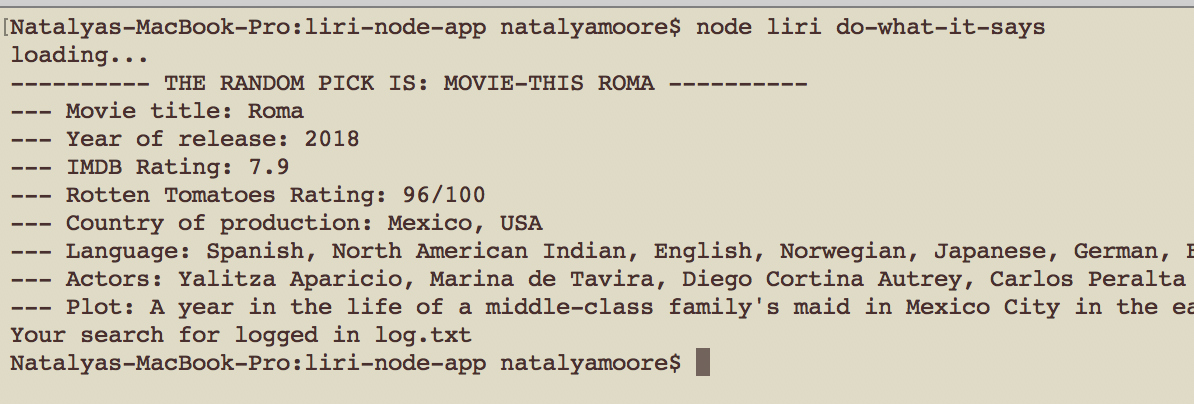 [Natalyas-MacBook-Pro:liri-node-app natalyamoore$ node liri do-what-it-says
loading...
---------- THE RANDOM PICK IS: MOVIE-THIS ROMA ----------
--- Movie title: Roma
--- Year of release: 2018
--- IMDB Rating: 7.9
--- Rotten Tomatoes Rating: 96/100
--- Country of production: Mexico, USA
--- Language: Spanish, North American Indian, English, Norwegian, Japanese, German,
--- Actors: Yalitza Aparicio, Marina de Tavira, Diego Cortina Autrey, Carlos Peralta
--- Plot: A year in the life of a middle-class family's maid in Mexico City in the
Your search for logged in log.txt
Natalyas-MacBook-Pro:liri-node-app natalyamoore$